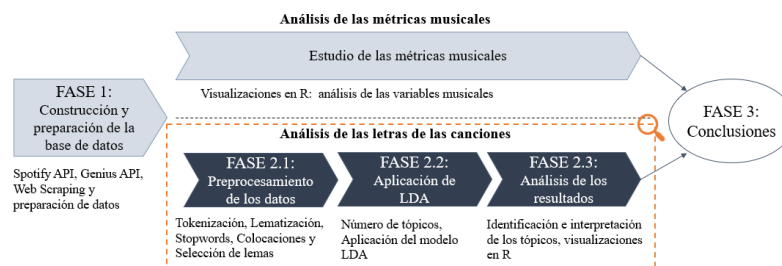 Análisis de las métricas musicales
Estudio de las métricas musicales
Visualizaciones en R: análisis de las variables musicales
FASE 1:
Construcción y
preparación de la
base de datos
Spotify API, Genius API,
Web Scraping y
preparación de datos
Análisis de las letras de las canciones
FASE 2.1:
Preprocesamiento
de los datos
Tokenización, Lematización,
Stopwords, Colocaciones y
Selección de lemas
FASE 2.2:
Aplicación de
LDA
Número de tópicos,
Aplicación del modelo
LDA
FASE 2.3:
Análisis de los
resultados
Identificación e interpretación
de los tópicos, visualizaciones
en R
FASE 3:
Conclusiones